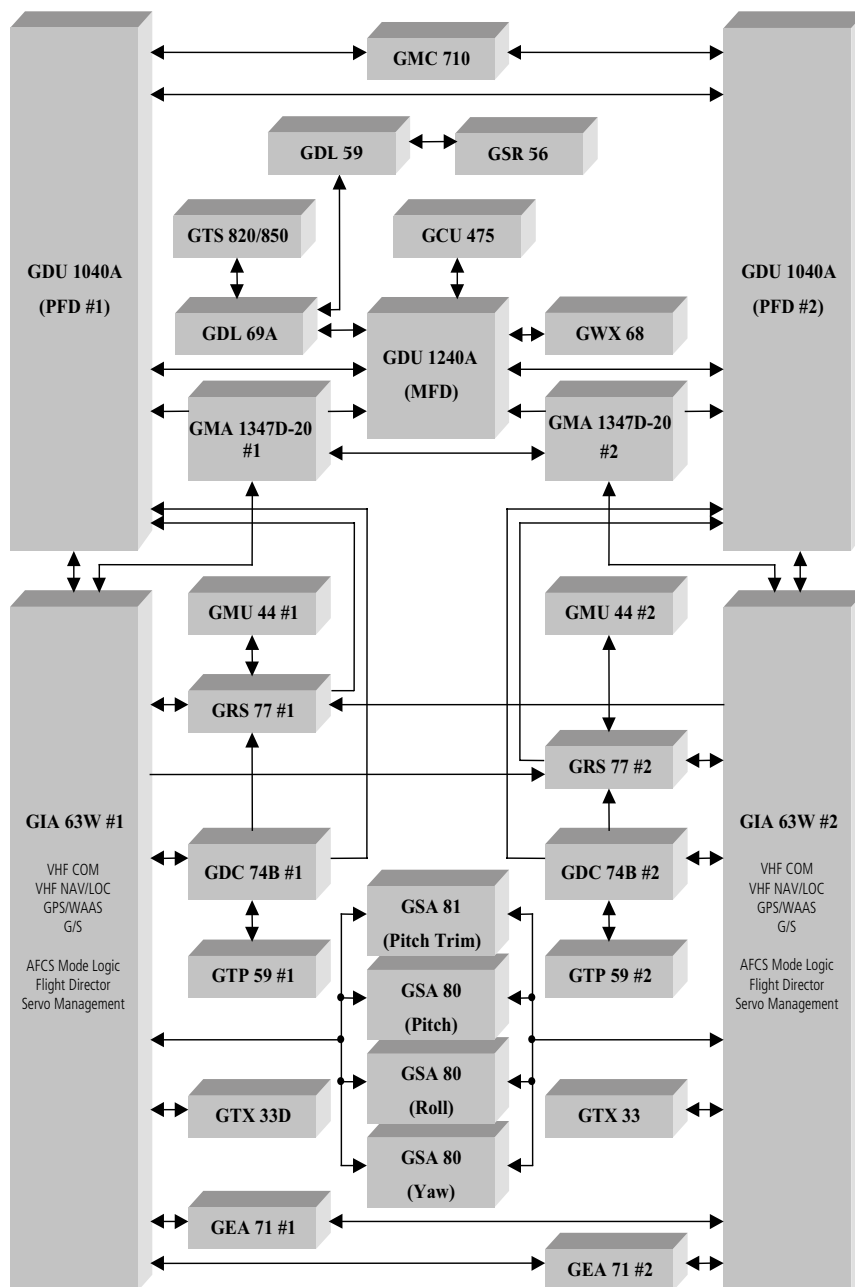 GMC 710
GDL 59
GSR 56
GTS 820/850
GCU 475
GDU 1040A
(PFD #1)
GDU 1040A
(PFD #2)
GDL 69A
GDU 1240A
(MFD)
GWX 68
GMA 1347D-20
#1
GMA 1347D-20
#2
GMU 44 #1
GMU 44 #2
GRS 77 #1
GRS 77 #2
GIA 63W #1
VHF COM
VHF NAV/LOC
GPS/WAAS
G/S
AFCS Mode Logic
Flight Director
Servo Management
GIA 63W #2
VHF COM
VHF NAV/LOC
GPS/WAAS
G/S
AFCS Mode Logic
Flight Director
Servo Management
GDC 74B #1
GDC 74B #2
GSA 81
(Pitch Trim)
GTP 59 #1
GTP 59 #2
GSA 80
(Pitch)
GSA 80
(Roll)
GTX 33D
GTX 33
GSA 80
(Yaw)
GEA 71 #1
GEA 71 #2